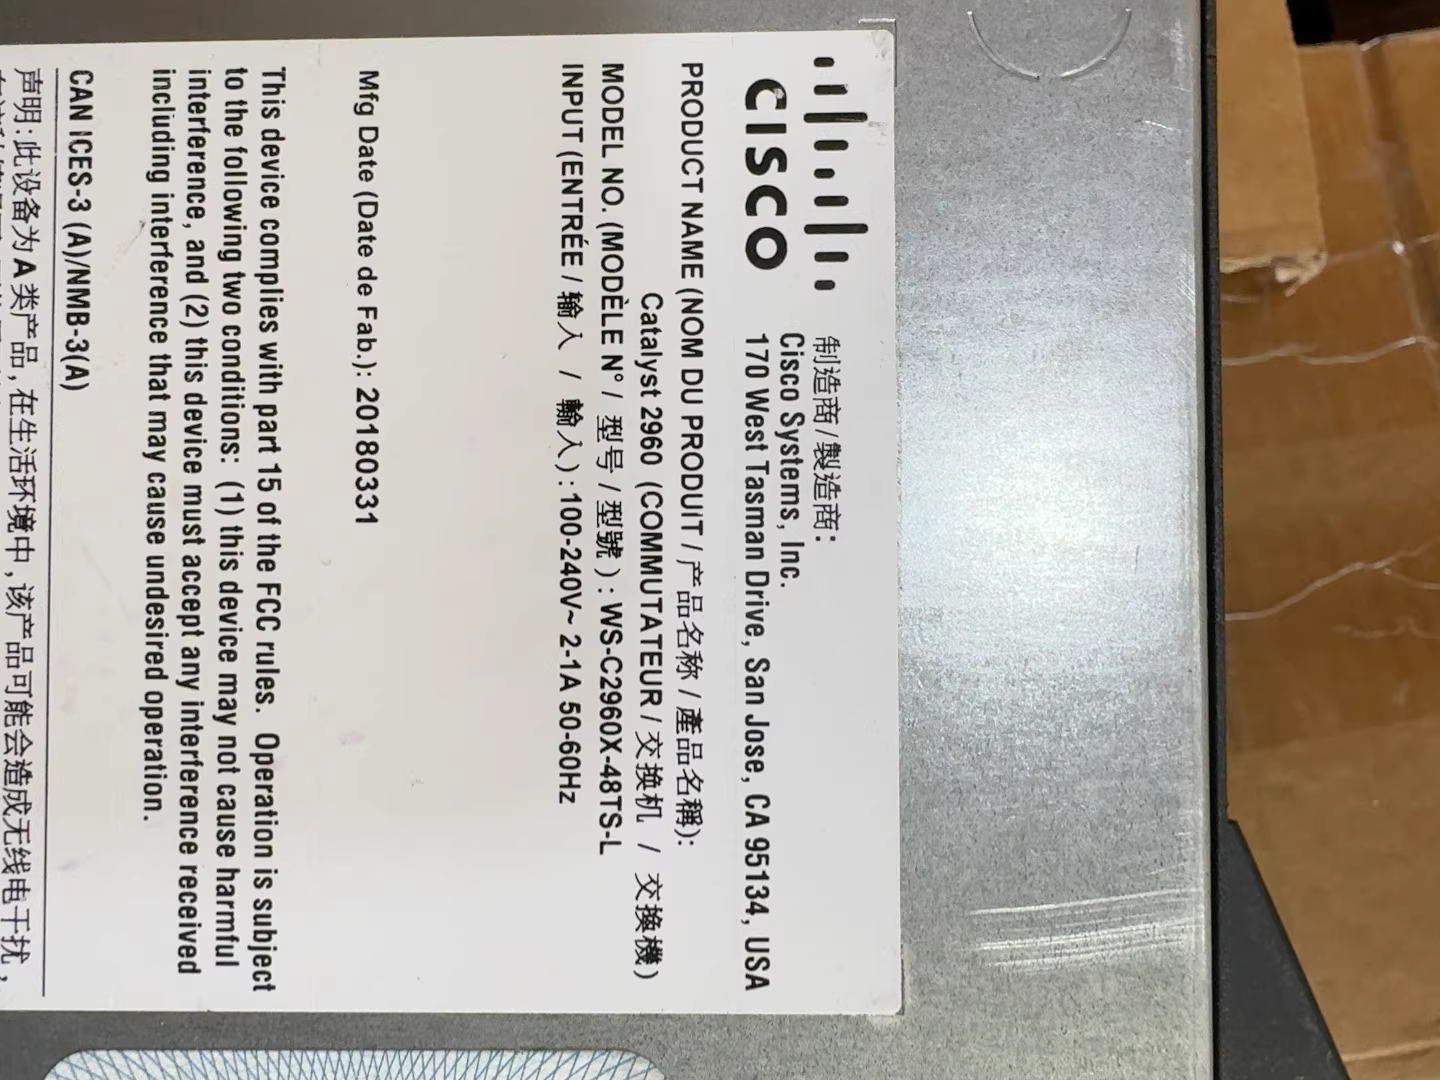 CISCO
制造商/製造商:
Cisco Systems, Inc.
170 West Tasman Drive, San Jose, CA 95134, USA
PRODUCT NAME (NOM DU PRODUIT / 产品名称 / 產品名稱):
Catalyst 2960 (COMMUTATEUR / 交换机 / 交換機)
MODEL NO. (MODÈLE N° / 型号 / 型號 ) : WS-C2960X-48TS-L
INPUT (ENTRÉE / 输入 / 輸入) : 100-240V~ 2-1A 50-60Hz
Mfg Date (Date de Fab.): 20180331
This device complies with part 15 of the FCC rules. Operation is subject
to the following two conditions: (1) this device may not cause harmful
interference, and (2) this device must accept any interference received
including interference that may cause undesired operation.
CAN ICES-3 (A)/NMB-3(A)
声明: 此设备为 A 类产品, 在生活环境中, 该产品可能会造成无线电干扰,